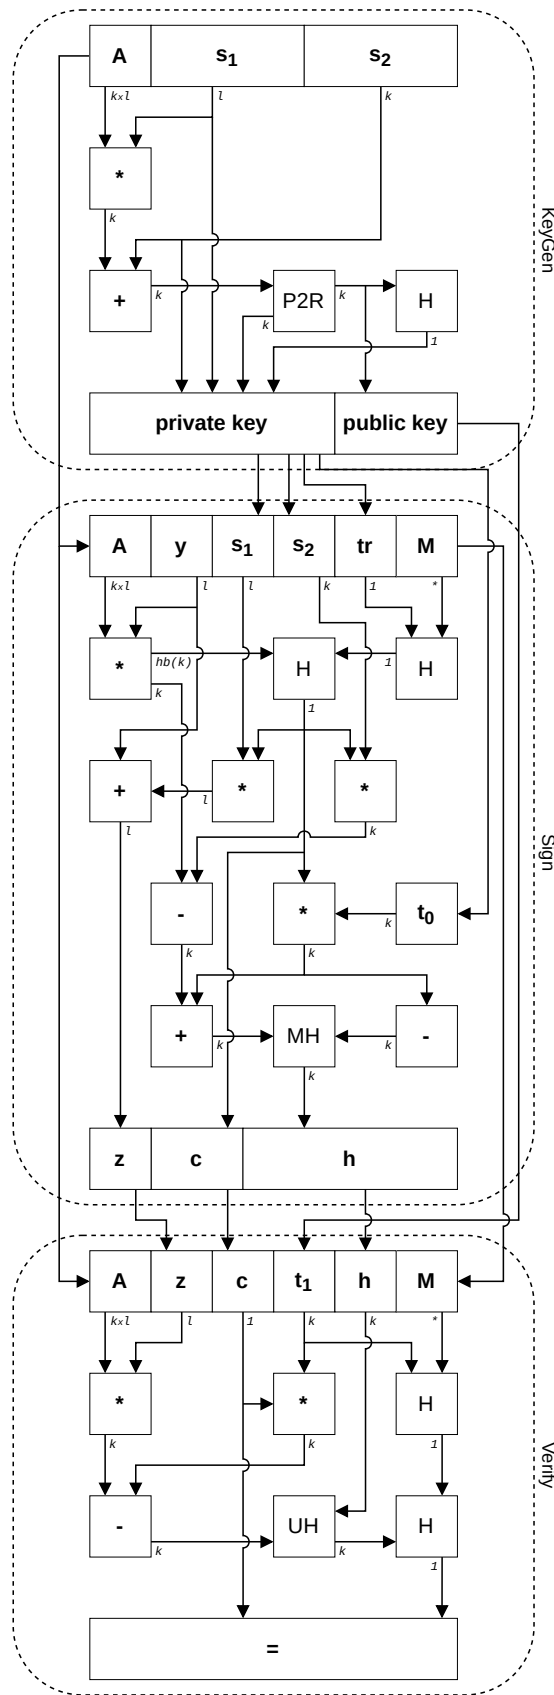 A s₁ s₂
k×l l k
*
k
KeyGen
+ P2R H
k k
k 1
private key public key
A y s₁ s₂ tr M
k×l l l k 1 *
* H H
hb(k) 1
k 1
+ * *
l
l k
Sign
- * t₀
k
k k
+ MH -
k k
k
z c h
A z c t₁ h M
k×l l 1 k k *
* * H
k k 1
Verify
- UH H
k k 1
=